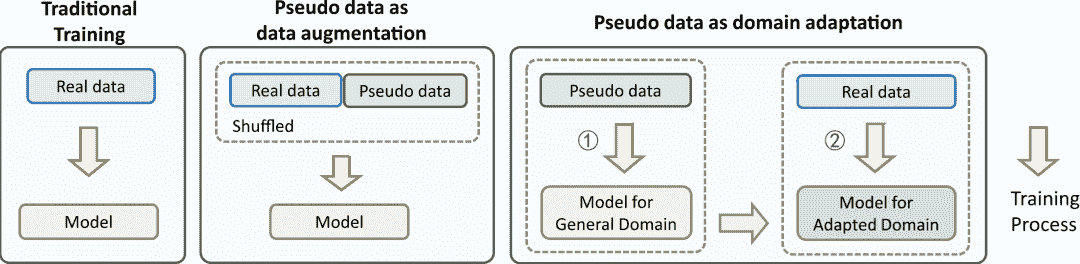 Traditional
Training
Real data
Model
Pseudo data as
data augmentation
Real data
Pseudo data
Shuffled
Model
Pseudo data as domain adaptation
Pseudo data
①
Model for
General Domain
Real data
②
Model for
Adapted Domain
Training
Process